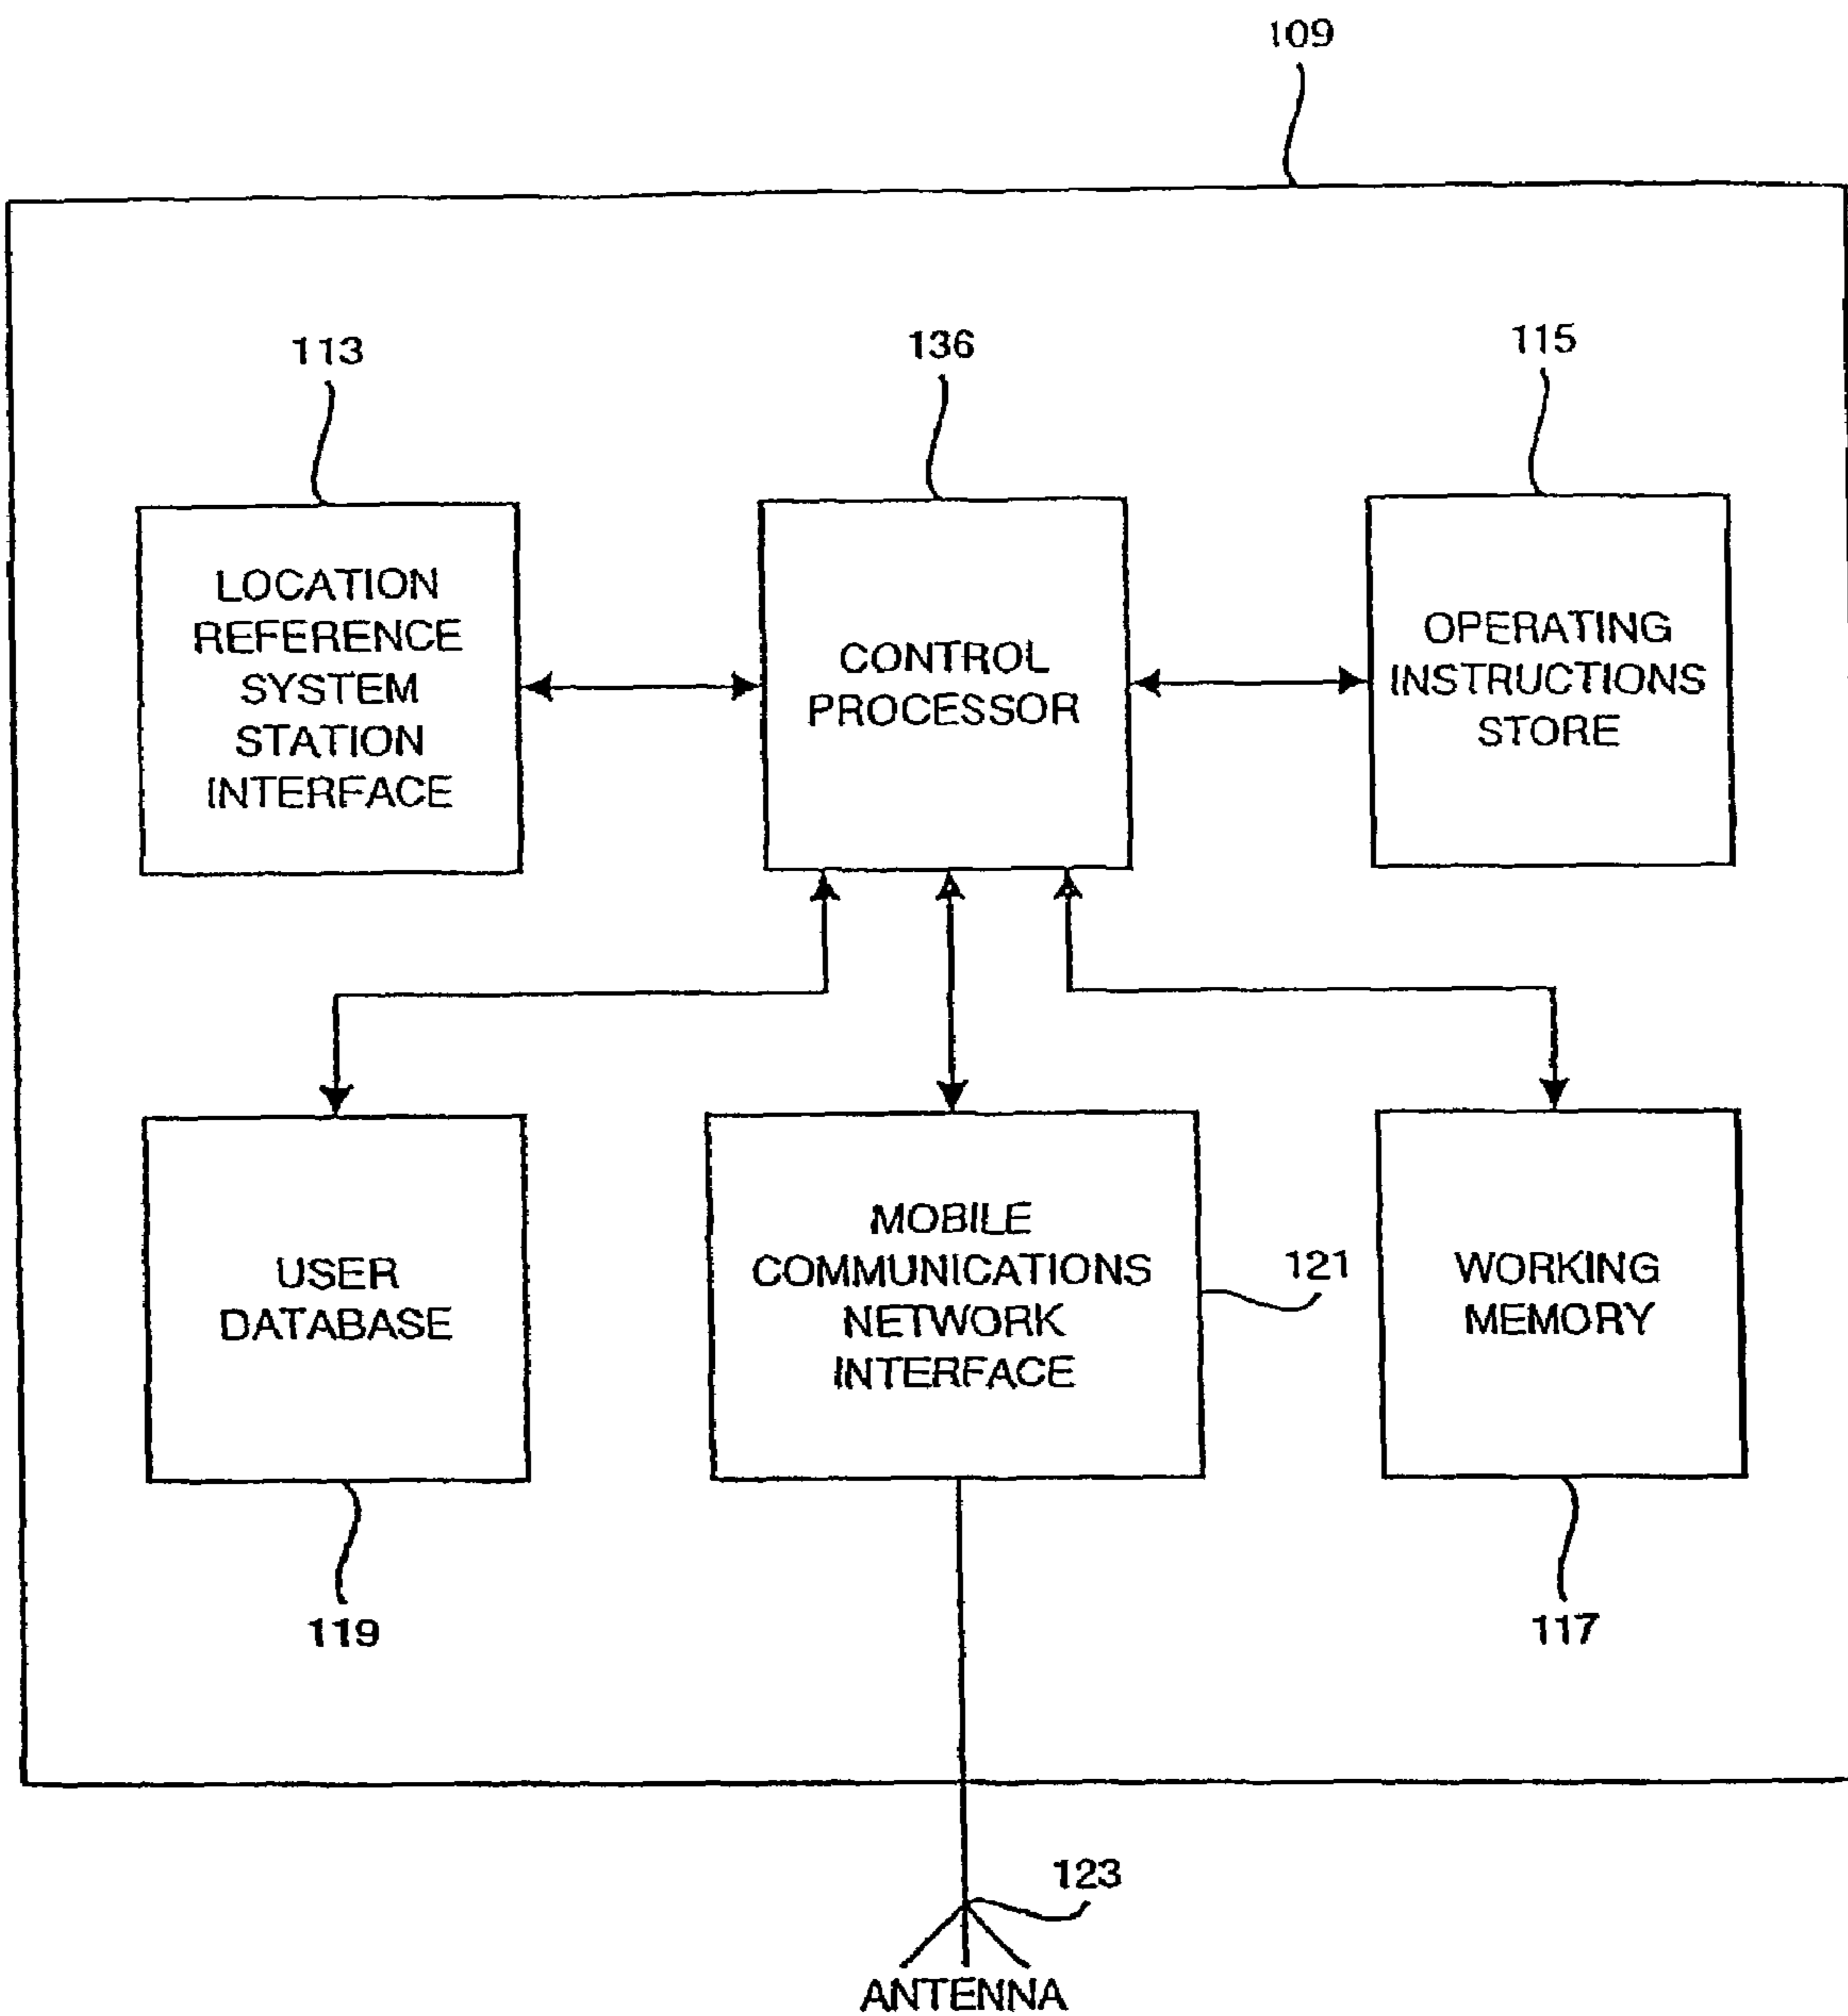 109
113
136
115
LOCATION
REFERENCE
SYSTEM
STATION
INTERFACE
CONTROL
PROCESSOR
OPERATING
INSTRUCTIONS
STORE
USER
DATABASE
MOBILE
COMMUNICATIONS
NETWORK
INTERFACE
121
WORKING
MEMORY
119
117
123
ANTENNA